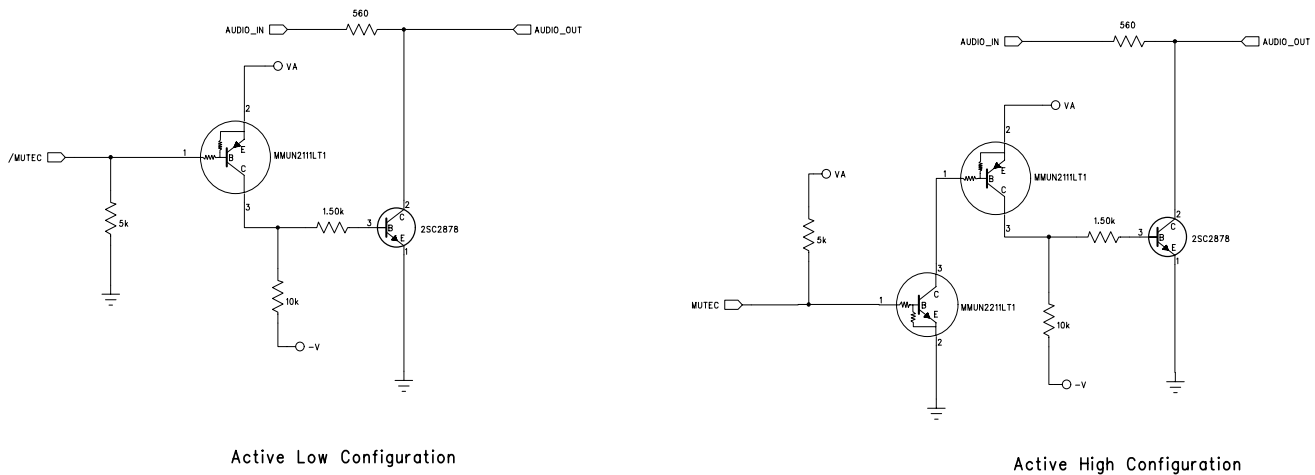 560
AUDIO_IN
AUDIO_OUT
VA
2
/MUTEC
1
B
E
C
MMUN2111LT1
3
5k
1.50k
3
B
C
E
2
1
2SC2878
10k
-V
Active Low Configuration
560
AUDIO_IN
AUDIO_OUT
VA
2
VA
1
B
E
C
MMUN2111LT1
3
5k
1.50k
3
B
C
E
2
1
2SC2878
3
MUTEC
1
B
C
E
MMUN2211LT1
2
10k
-V
Active High Configuration